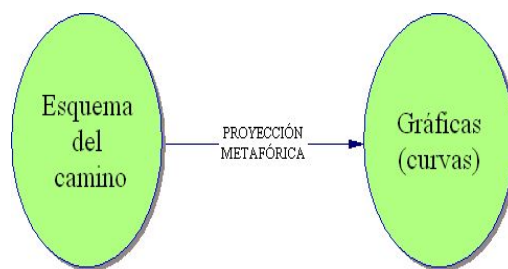 Esquema
del
camino
PROYECCIÓN
METAFÓRICA
Gráficas
(curvas)